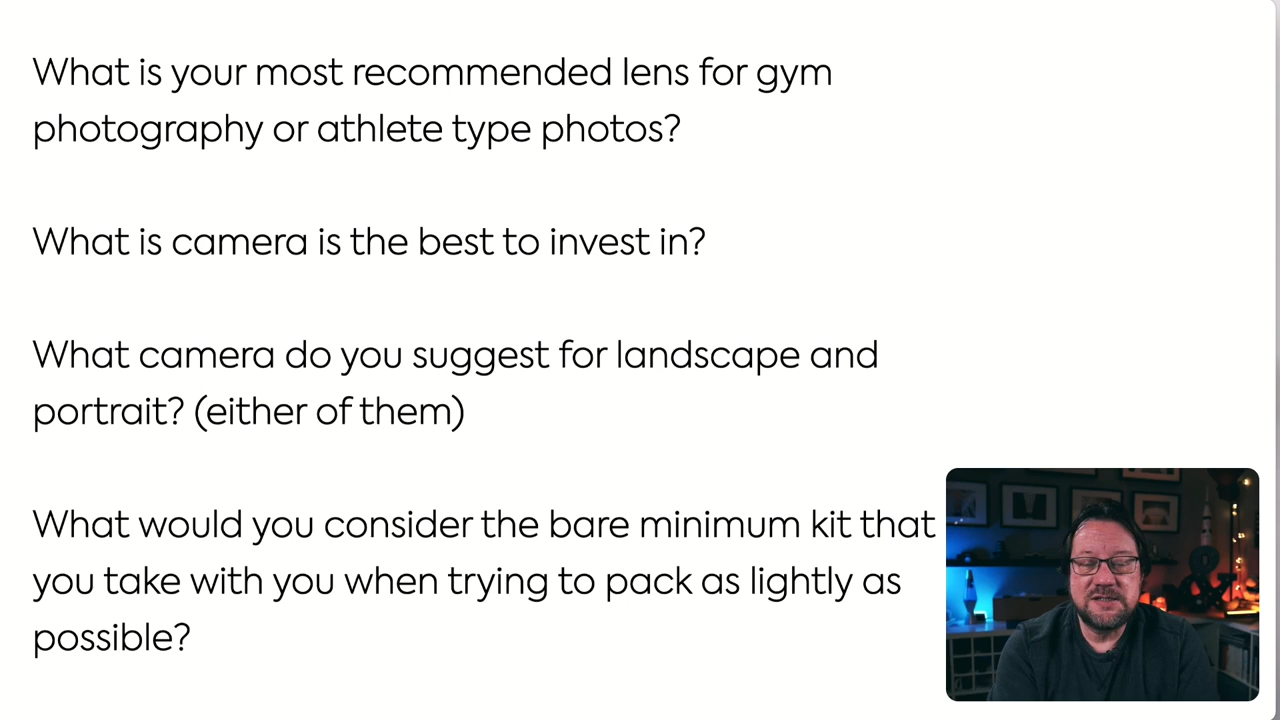 What is your most recommended lens for gym
photography or athlete type photos?
What is camera is the best to invest in?
What camera do you suggest for landscape and
portrait? (either of them)
What would you consider the bare minimum kit that
you take with you when trying to pack as lightly as
possible?